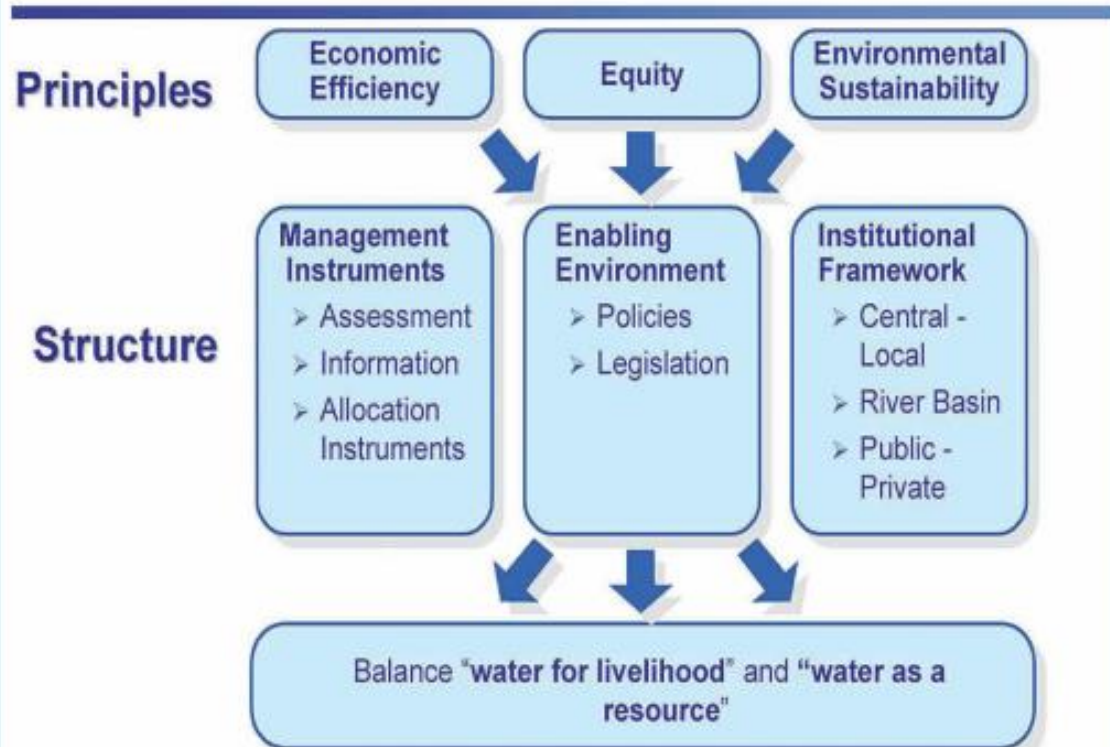 Principles
Economic
Efficiency
Equity
Environmental
Sustainability
Structure
Management
Instruments
➢ Assessment
➢ Information
➢ Allocation
Instruments
Enabling
Environment
➢ Policies
➢ Legislation
Institutional
Framework
➢ Central -
Local
➢ River Basin
➢ Public -
Private
Balance “water for livelihood” and “water as a
resource”